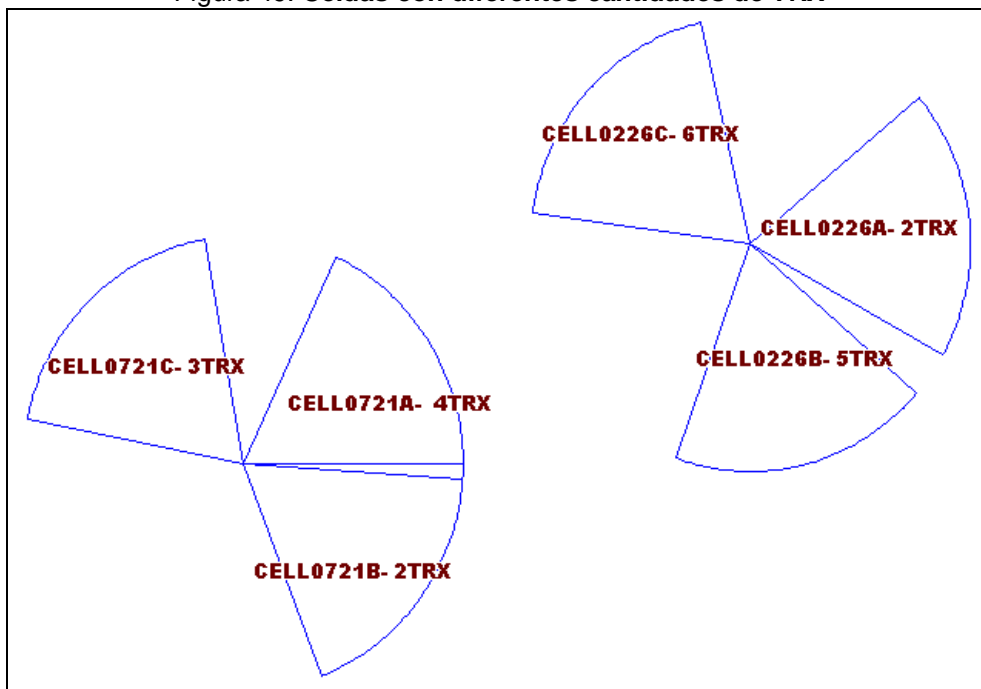 CELL0226C- 6TRX
CELL0226A- 2TRX
CELL0226B- 5TRX
CELL0721C- 3TRX
CELL0721A- 4TRX
CELL0721B- 2TRX